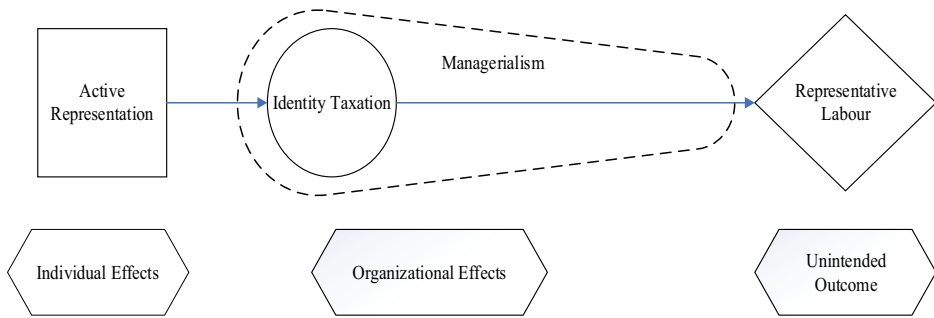 Managerialism
Active
Representation
Identity Taxation
Representative
Labour
Individual Effects
Organizational Effects
Unintended
Outcome